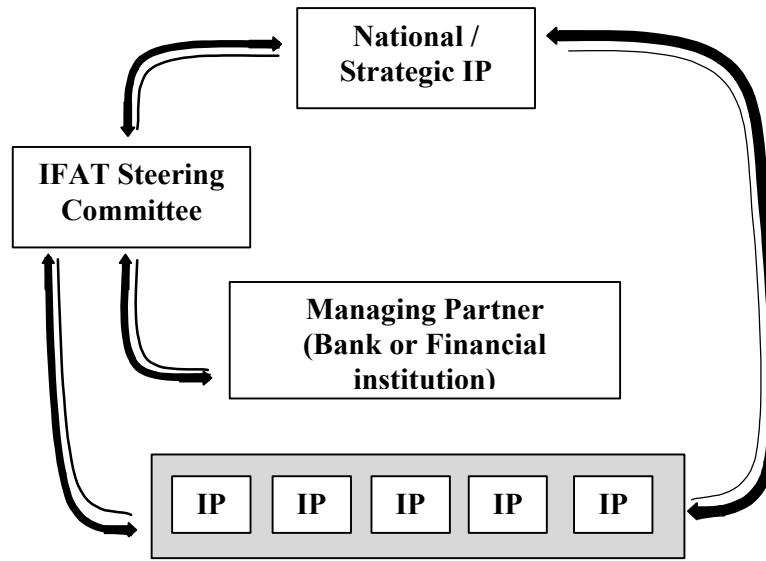 National /
Strategic IP
IFAT Steering
Committee
Managing Partner
(Bank or Financial
institution)
IP IP IP IP IP